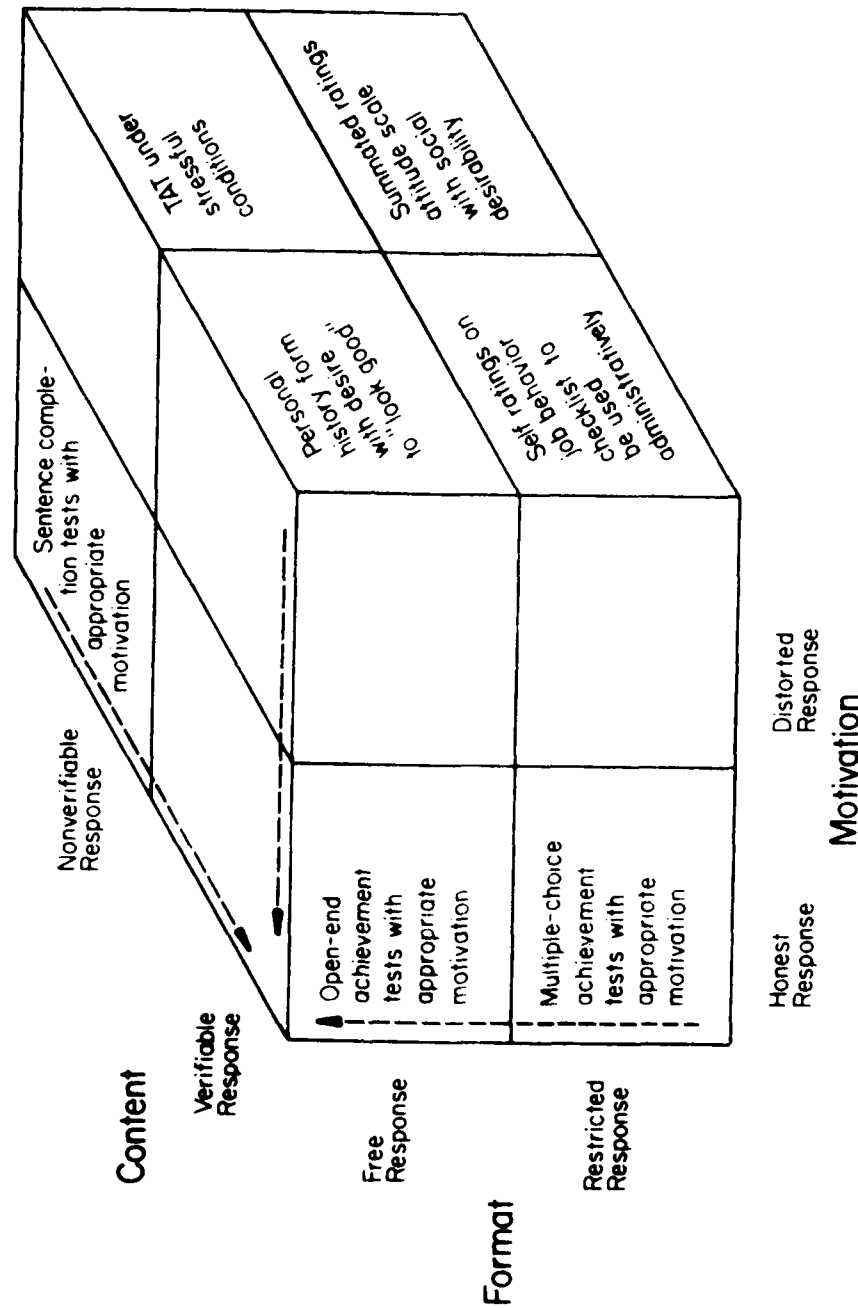 Content
Nonverifiable
Response
Verifiable
Response
Sentence comple-
tion tests with
appropriate
motivation
TAT under
stressful
conditions
Personal
history form
with desire
to "look good"
Summated ratings
attitude scale
with social
desirability
Self ratings on
job behavior
checklist to
be used
administratively
Format
Free
Response
Open-end
achievement
tests with
appropriate
motivation
Restricted
Response
Multiple-choice
achievement
tests with
appropriate
motivation
Honest
Response
Distorted
Response
Motivation